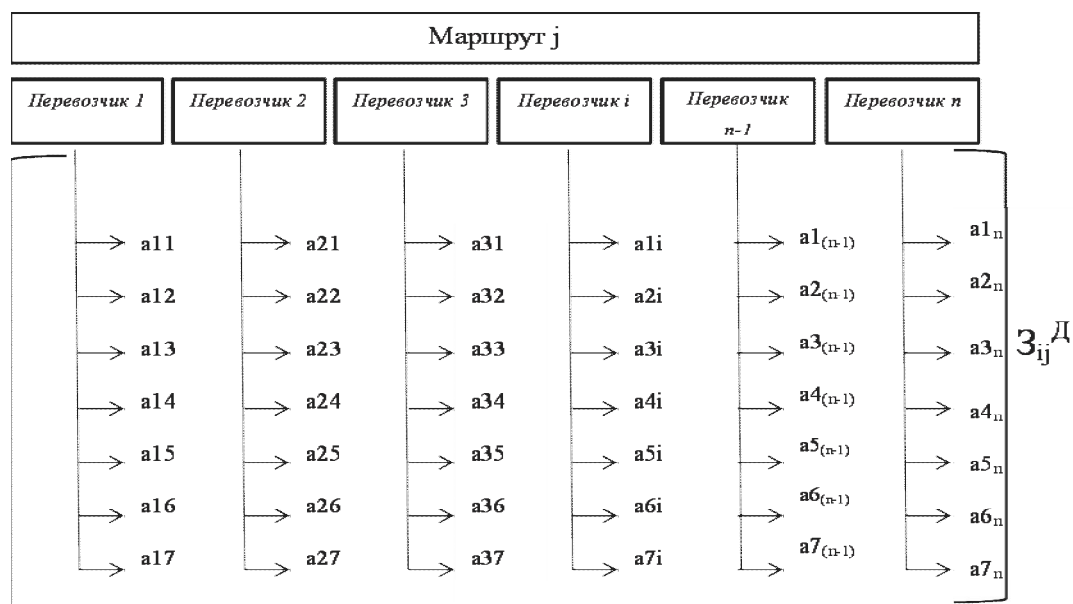 Маршрут j
Перевозчик 1 Перевозчик 2 Перевозчик 3 Перевозчик i Перевозчик n-1 Перевозчик n
a11 a21 a31 a1i a1(n-1) a1n
a12 a22 a32 a2i a2(n-1) a2n
a13 a23 a33 a3i a3(n-1) a3n
a14 a24 a34 a4i a4(n-1) a4n
a15 a25 a35 a5i a5(n-1) a5n
a16 a26 a36 a6i a6(n-1) a6n
a17 a27 a37 a7i a7(n-1) a7n
Зij^Д